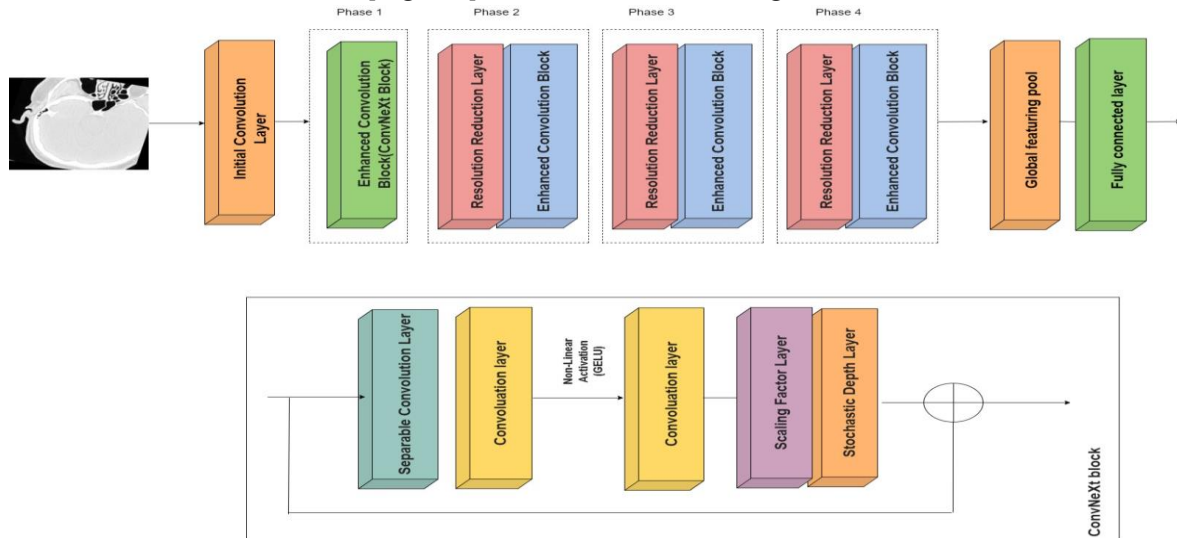 Phase 1
Phase 2
Phase 3
Phase 4
Initial Convolution
Layer
Enhanced Convolution
Block(ConvNeXt Block)
Resolution Reduction Layer
Enhanced Convolution Block
Resolution Reduction Layer
Enhanced Convolution Block
Resolution Reduction Layer
Enhanced Convolution Block
Global featuring pool
Fully connected layer
Separable Convolution Layer
Convoluation layer
Non-Linear
Activation
(GELU)
Convoluation layer
Scaling Factor Layer
Stochastic Depth Layer
ConvNeXt block